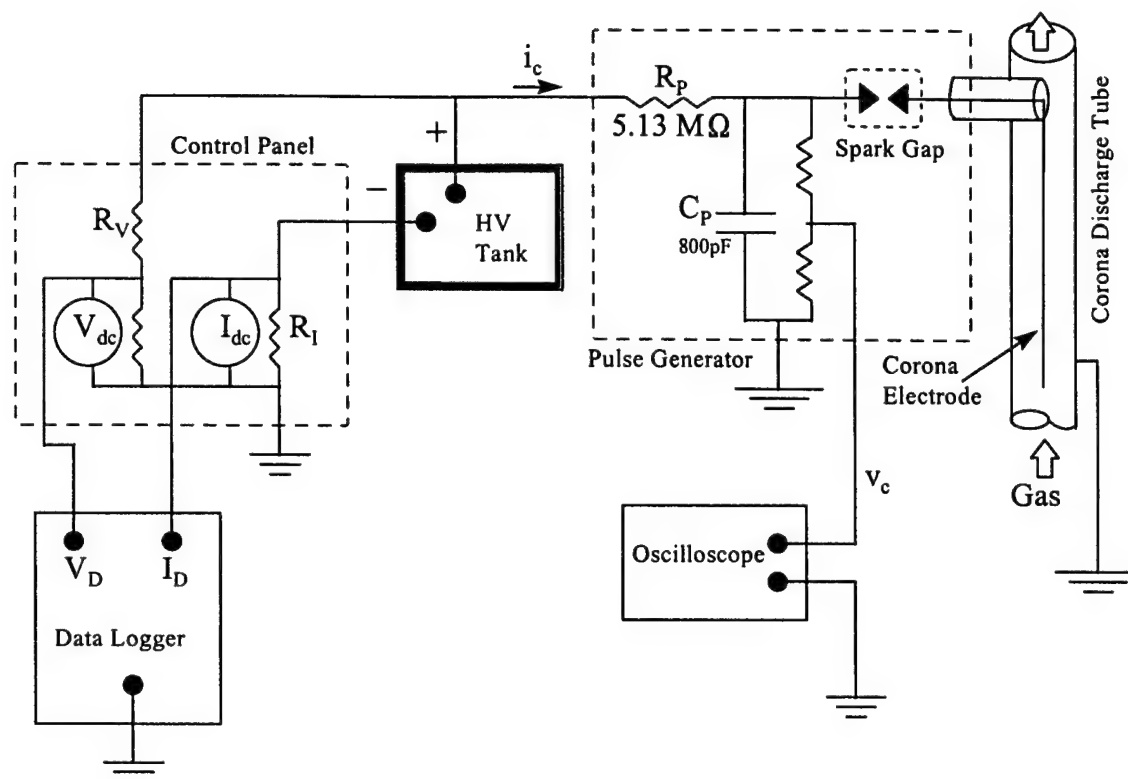 i_c
R_P
5.13 MΩ
Spark Gap
Corona Discharge Tube
Control Panel
+
−
HV
Tank
R_V
C_P
800pF
V_dc
I_dc
R_I
Pulse Generator
Corona
Electrode
Gas
v_c
V_D
I_D
Oscilloscope
Data Logger